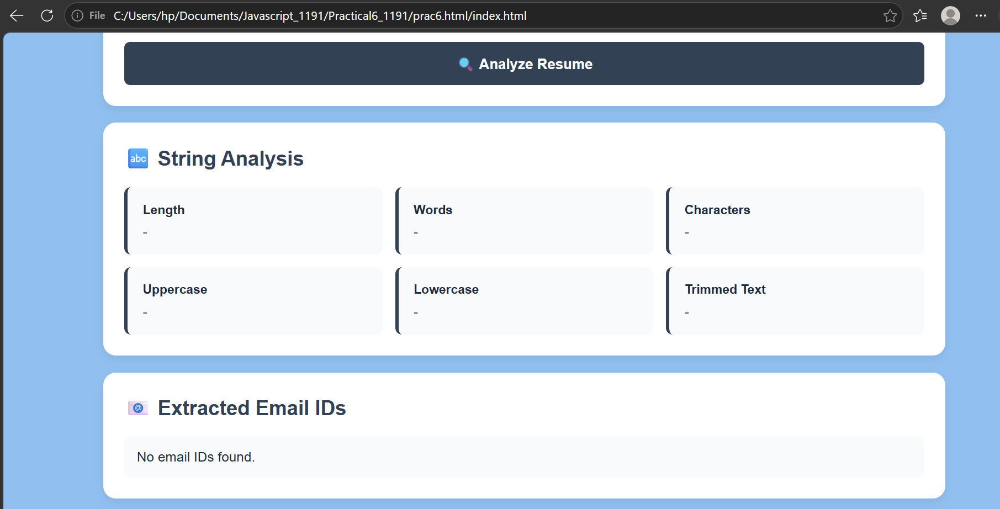 File C:/Users/hp/Documents/Javascript_1191/Practical6_1191/prac6.html/index.html
🔍 Analyze Resume
abc String Analysis
Length Words Characters
- - -
Uppercase Lowercase Trimmed Text
- - -
📧 Extracted Email IDs
No email IDs found.